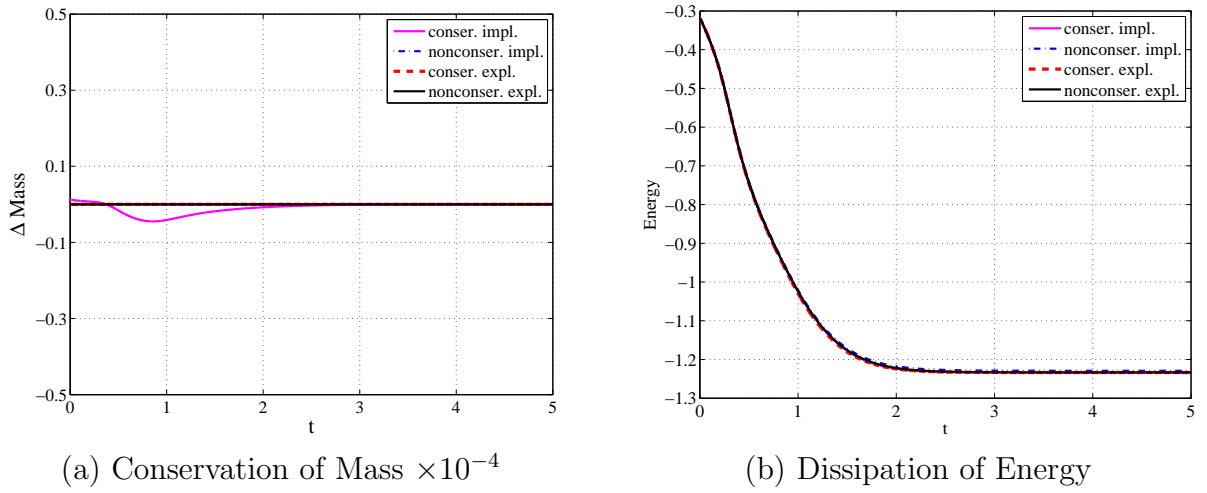 0.5
0.3
0.1
−0.1
−0.3
−0.5
0 1 2 3 4 5
Δ Mass
t
conser. impl.
nonconser. impl.
conser. expl.
nonconser. expl.
(a) Conservation of Mass ×10−4
−0.3
−0.4
−0.5
−0.6
−0.7
−0.8
−0.9
−1
−1.1
−1.2
−1.3
0 1 2 3 4 5
Energy
t
conser. impl.
nonconser. impl.
conser. expl.
nonconser. expl.
(b) Dissipation of Energy